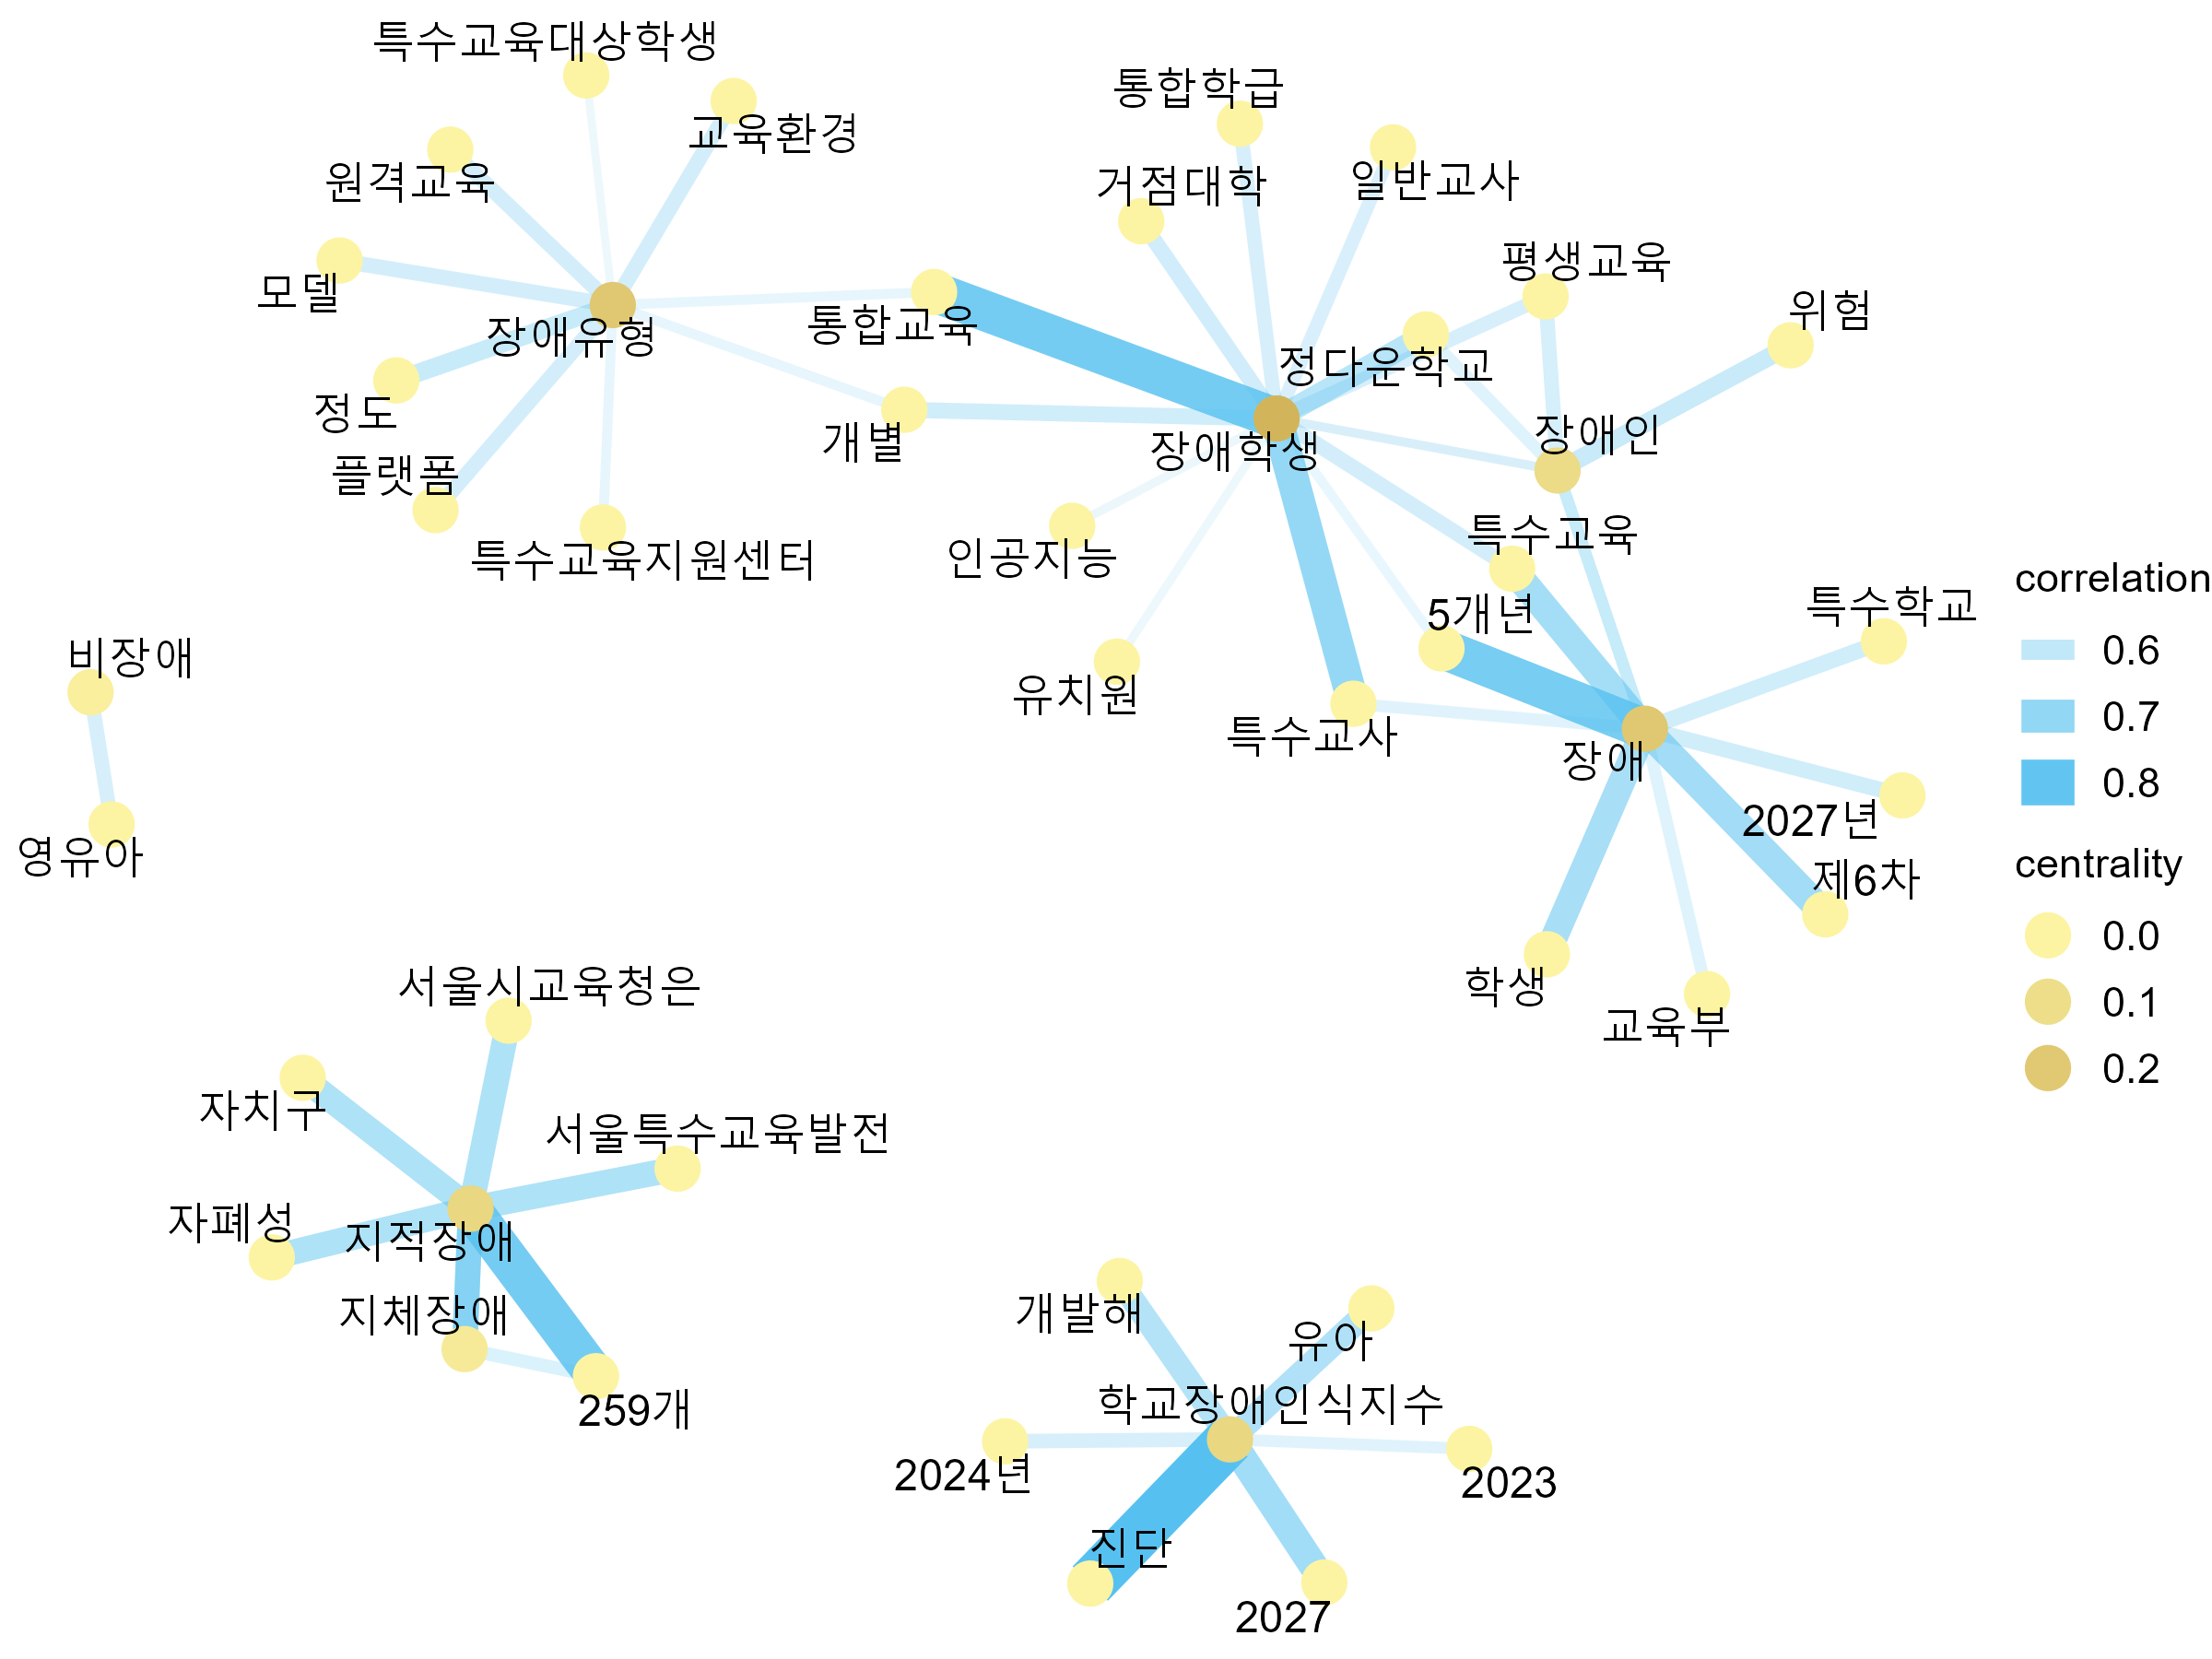 특수교육대상학생
교육환경
원격교육
모델
장애유형
정도
플랫폼
특수교육지원센터
통합교육
개별
통합학급
거점대학
일반교사
평생교육
위험
정다운학교
장애학생
장애인
인공지능
유치원
특수교육
5개년
특수교사
특수학교
장애
2027년
제6차
학생
교육부
비장애
영유아
서울시교육청은
자치구
서울특수교육발전
자폐성
지적장애
지체장애
259개
개발해
유아
학교장애인식지수
2024년
2023
진단
2027
correlation
0.6
0.7
0.8
centrality
0.0
0.1
0.2